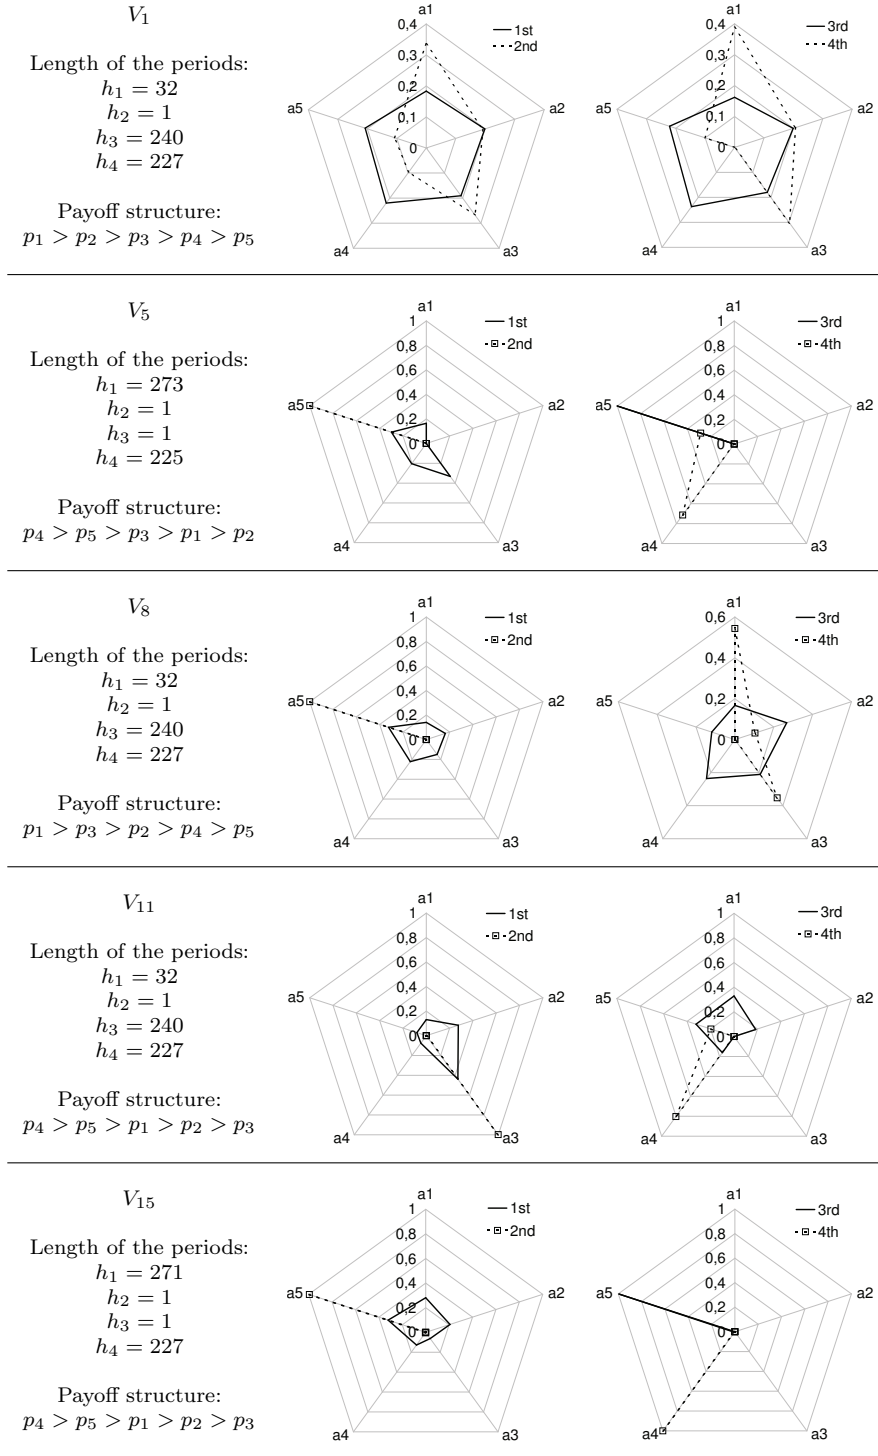 V1
Length of the periods:
h1 = 32
h2 = 1
h3 = 240
h4 = 227
Payoff structure:
p1 > p2 > p3 > p4 > p5
a1
0,4
0,3
0,2
0,1
0
a2
a3
a4
a5
1st
2nd
a1
0,4
0,3
0,2
0,1
0
a2
a3
a4
a5
3rd
4th
V5
Length of the periods:
h1 = 273
h2 = 1
h3 = 1
h4 = 225
Payoff structure:
p4 > p5 > p3 > p1 > p2
a1
1
0,8
0,6
0,4
0,2
0
a2
a3
a4
a5
1st
2nd
a1
1
0,8
0,6
0,4
0,2
0
a2
a3
a4
a5
3rd
4th
V8
Length of the periods:
h1 = 32
h2 = 1
h3 = 240
h4 = 227
Payoff structure:
p1 > p3 > p2 > p4 > p5
a1
1
0,8
0,6
0,4
0,2
0
a2
a3
a4
a5
1st
2nd
a1
0,6
0,4
0,2
0
a2
a3
a4
a5
3rd
4th
V11
Length of the periods:
h1 = 32
h2 = 1
h3 = 240
h4 = 227
Payoff structure:
p4 > p5 > p1 > p2 > p3
a1
1
0,8
0,6
0,4
0,2
0
a2
a3
a4
a5
1st
2nd
a1
1
0,8
0,6
0,4
0,2
0
a2
a3
a4
a5
3rd
4th
V15
Length of the periods:
h1 = 271
h2 = 1
h3 = 1
h4 = 227
Payoff structure:
p4 > p5 > p1 > p2 > p3
a1
1
0,8
0,6
0,4
0,2
0
a2
a3
a4
a5
1st
2nd
a1
1
0,8
0,6
0,4
0,2
0
a2
a3
a4
a5
3rd
4th